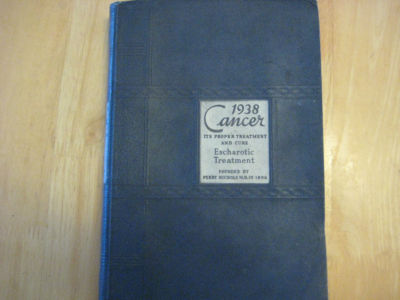 1938
Cancer
ITS PROPER TREATMENT
AND CURE
Escharotic
Treatment
FOUNDED BY
PERRY NICHOLS M.D. IN 1896